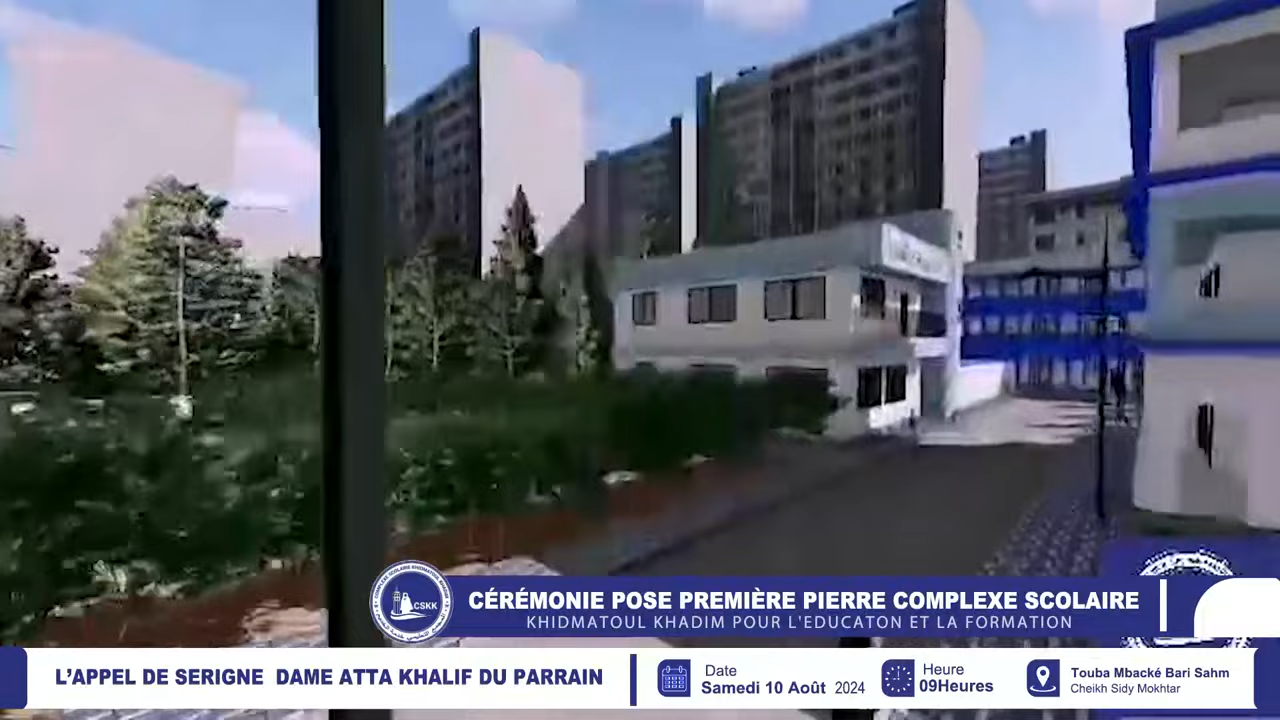 CSKK
CÉRÉMONIE POSE PREMIÈRE PIERRE COMPLEXE SCOLAIRE
KHIDMATOUL KHADIM POUR L'EDUCATON ET LA FORMATION
L'APPEL DE SERIGNE DAME ATTA KHALIF DU PARRAIN
Date
Samedi 10 Août 2024
Heure
09Heures
Touba Mbacké Bari Sahm
Cheikh Sidy Mokhtar